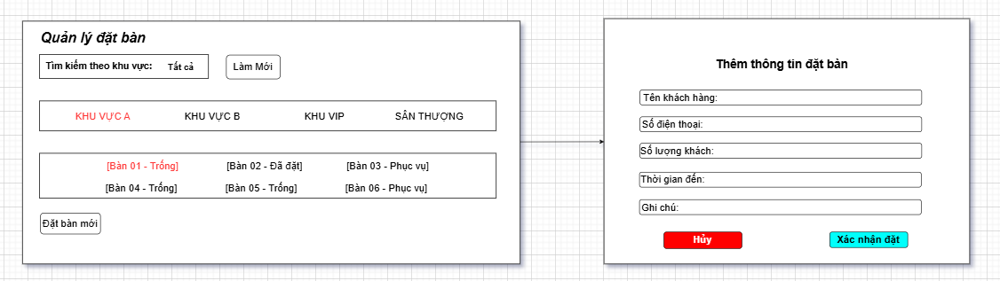 Quản lý đặt bàn
Tìm kiếm theo khu vực: Tất cả
Làm Mới
KHU VỰC A KHU VỰC B KHU VIP SÂN THƯỢNG
[Bàn 01 - Trống] [Bàn 02 - Đã đặt] [Bàn 03 - Phục vụ]
[Bàn 04 - Trống] [Bàn 05 - Trống] [Bàn 06 - Phục vụ]
Đặt bàn mới
Thêm thông tin đặt bàn
Tên khách hàng:
Số điện thoại:
Số lượng khách:
Thời gian đến:
Ghi chú:
Hủy Xác nhận đặt